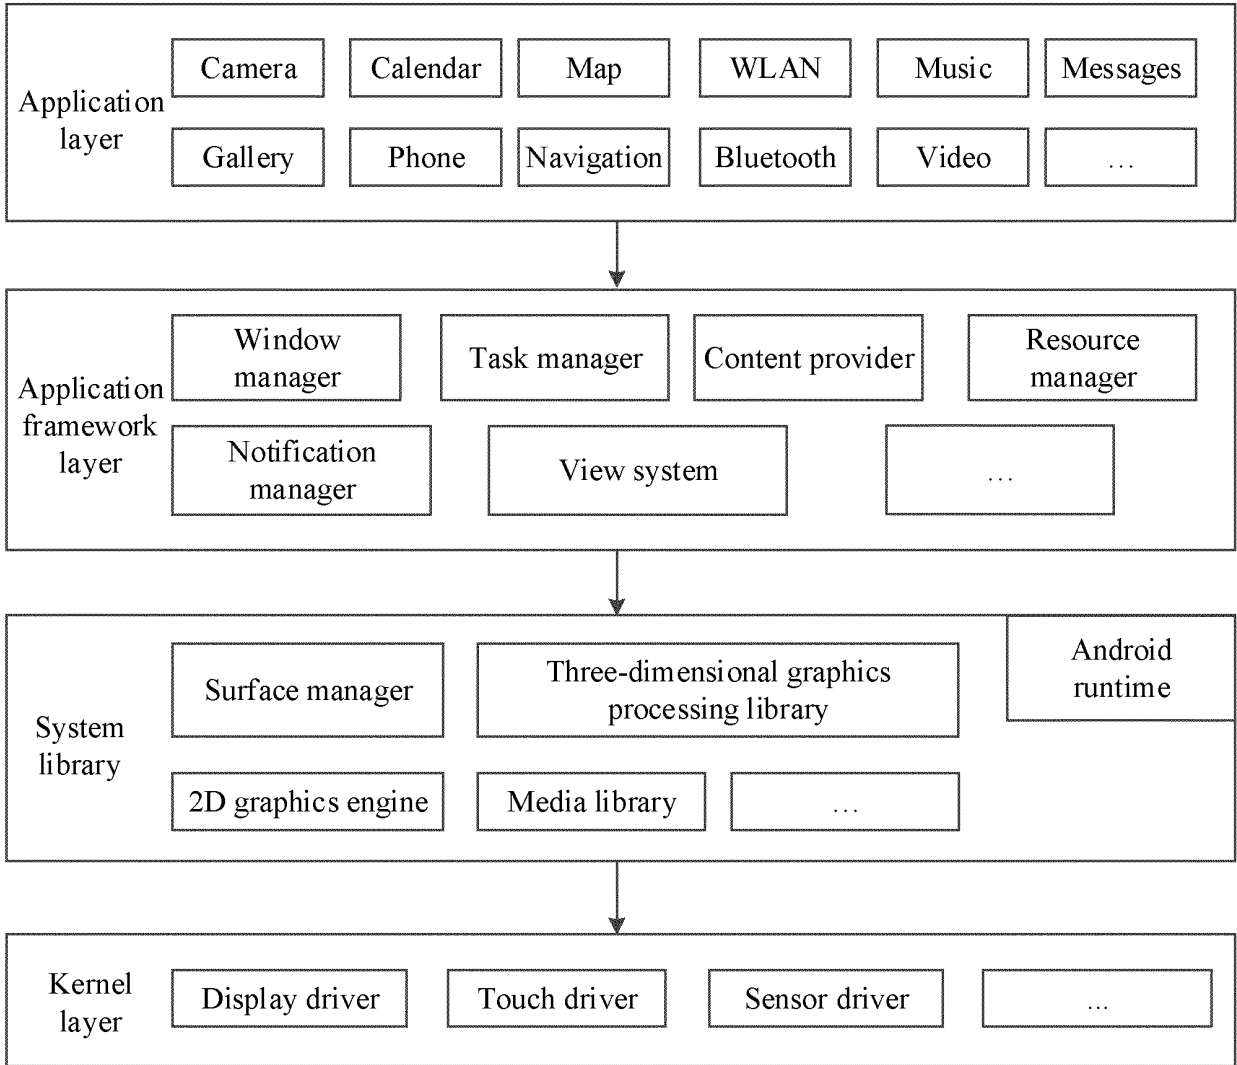 Application
layer
Camera
Calendar
Map
WLAN
Music
Messages
Gallery
Phone
Navigation
Bluetooth
Video
...
Application
framework
layer
Window
manager
Task manager
Content provider
Resource
manager
Notification
manager
View system
...
System
library
Surface manager
Three-dimensional graphics
processing library
Android
runtime
2D graphics engine
Media library
...
Kernel
layer
Display driver
Touch driver
Sensor driver
...